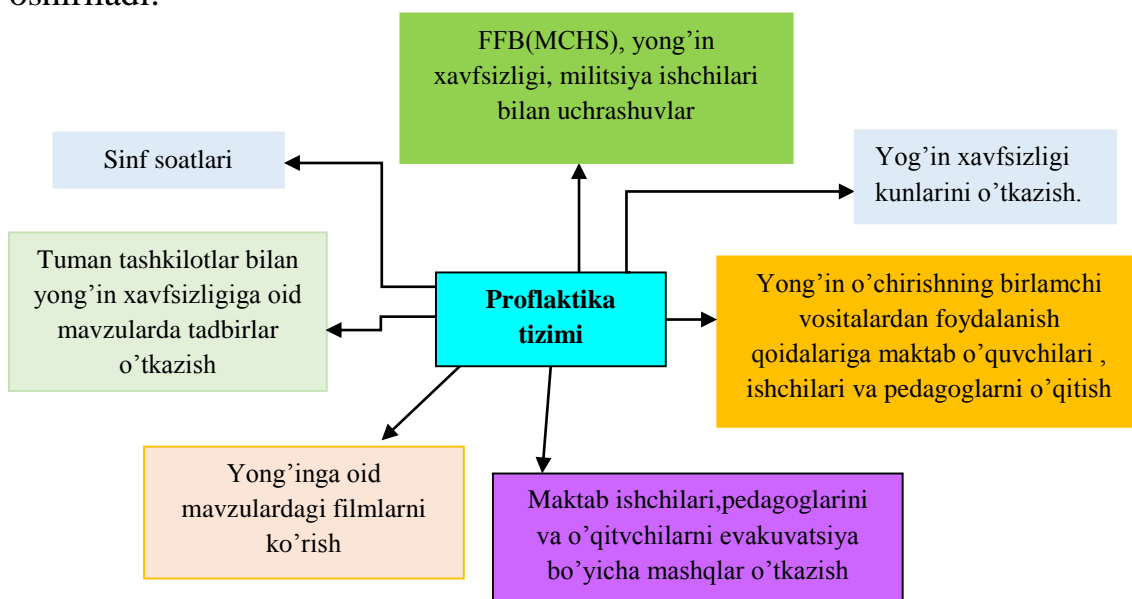 oshiriladi.
FFB(MCHS), yong’in
xavfsizligi, militsiya ishchilari
bilan uchrashuvlar
Sinf soatlari
Yog’in xavfsizligi
kunlarini o’tkazish.
Tuman tashkilotlar bilan
yong’in xavfsizligiga oid
mavzularda tadbirlar
o’tkazish
Proflaktika
tizimi
Yong’in o’chirishning birlamchi
vositalardan foydalanish
qoidalariga maktab o’quvchilari ,
ishchilari va pedagoglarni o’qitish
Yong’inga oid
mavzulardagi filmlarni
ko’rish
Maktab ishchilari,pedagoglarini
va o’qitvchilarni evakuvatsiya
bo’yicha mashqlar o’tkazish